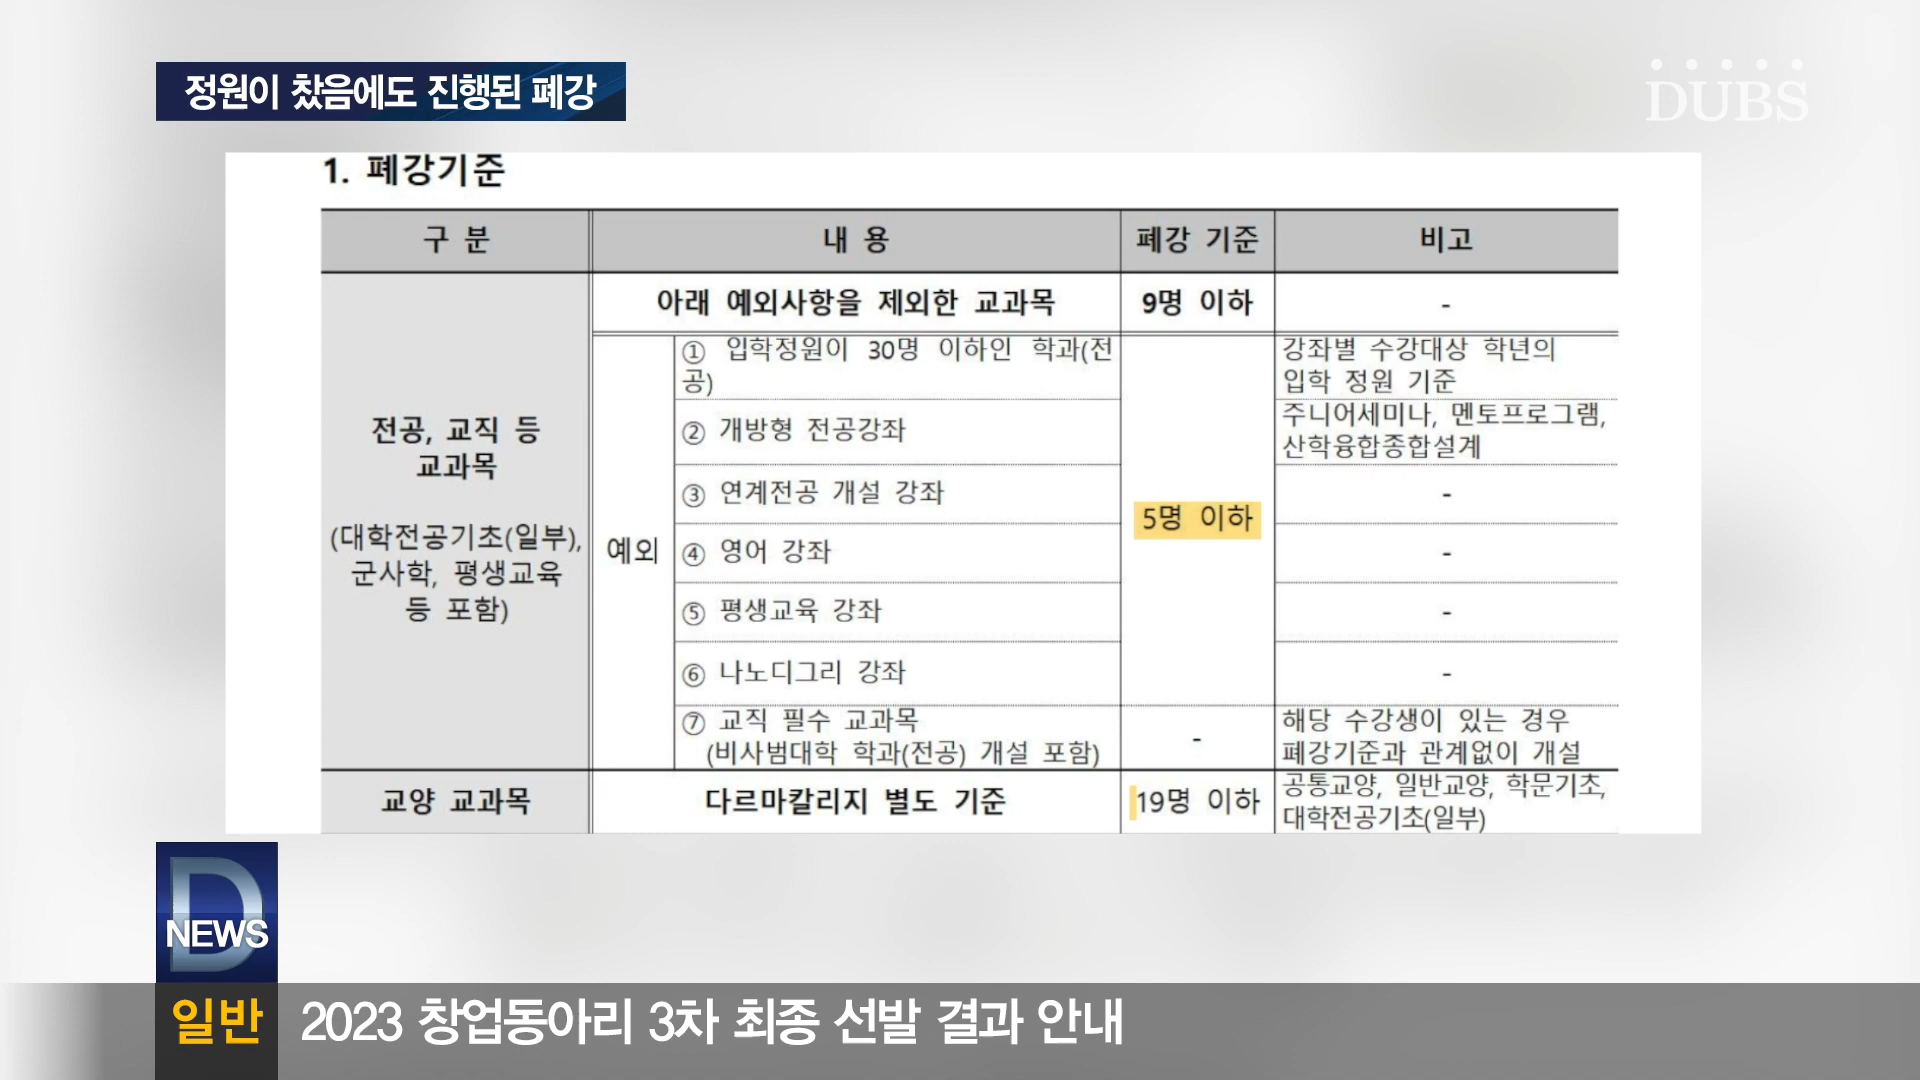 정원이 찼음에도 진행된 폐강
DUBS
1. 폐강기준
구 분
내 용
폐강 기준
비고
아래 예외사항을 제외한 교과목
9명 이하
-
전공, 교직 등
교과목
(대학전공기초(일부),
군사학, 평생교육
등 포함)
예외
① 입학정원이 30명 이하인 학과(전
공)
5명 이하
강좌별 수강대상 학년의
입학 정원 기준
② 개방형 전공강좌
주니어세미나, 멘토프로그램,
산학융합종합설계
③ 연계전공 개설 강좌
-
④ 영어 강좌
-
⑤ 평생교육 강좌
-
⑥ 나노디그리 강좌
-
⑦ 교직 필수 교과목
(비사범대학 학과(전공) 개설 포함)
-
해당 수강생이 있는 경우
폐강기준과 관계없이 개설
교양 교과목
다르마칼리지 별도 기준
19명 이하
공통교양, 일반교양, 학문기초,
대학전공기초(일부)
D
NEWS
일반
2023 창업동아리 3차 최종 선발 결과 안내